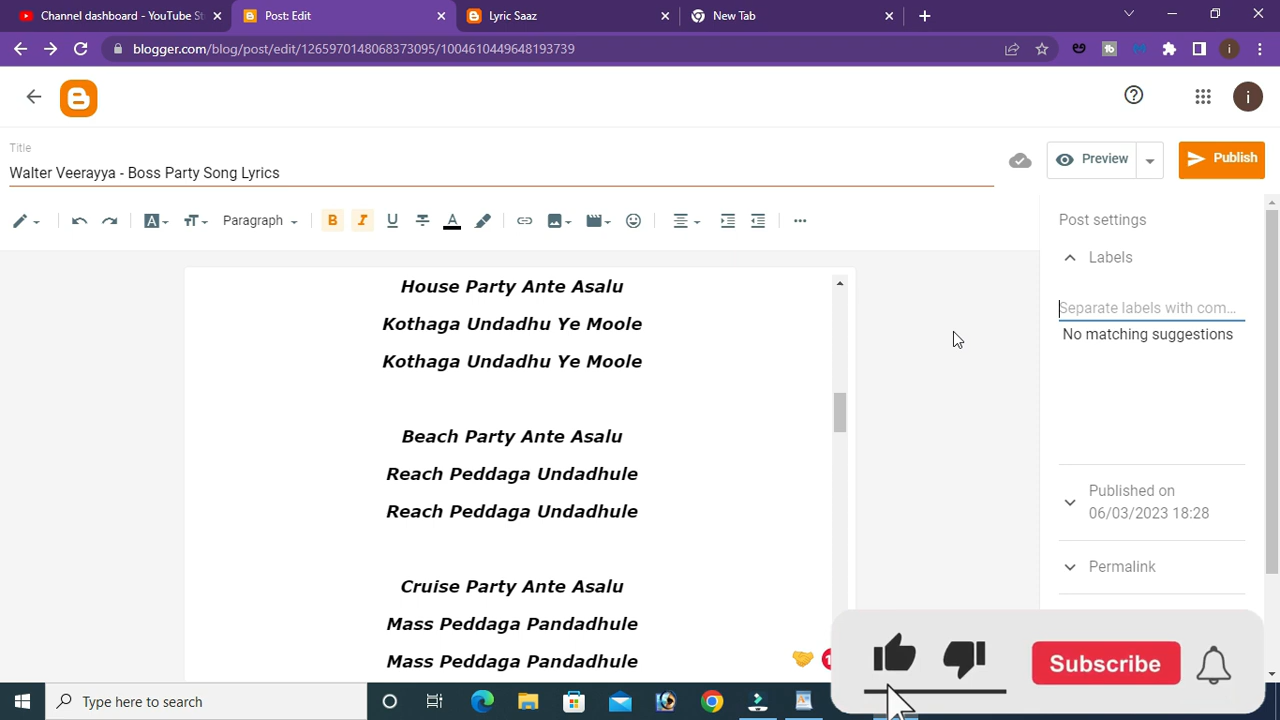 Channel dashboard - YouTube St
Post: Edit
Lyric Saaz
New Tab
blogger.com/blog/post/edit/1265970148068373095/1004610449648193739
i
Title
Walter Veerayya - Boss Party Song Lyrics
Preview
Publish
Paragraph
B
I
U
A
Post settings
Labels
Separate labels with com...
No matching suggestions
House Party Ante Asalu
Kothaga Undadhu Ye Moole
Kothaga Undadhu Ye Moole
Beach Party Ante Asalu
Reach Peddaga Undadhule
Reach Peddaga Undadhule
Cruise Party Ante Asalu
Mass Peddaga Pandadhule
Mass Peddaga Pandadhule
Published on
06/03/2023 18:28
Permalink
Subscribe
Type here to search